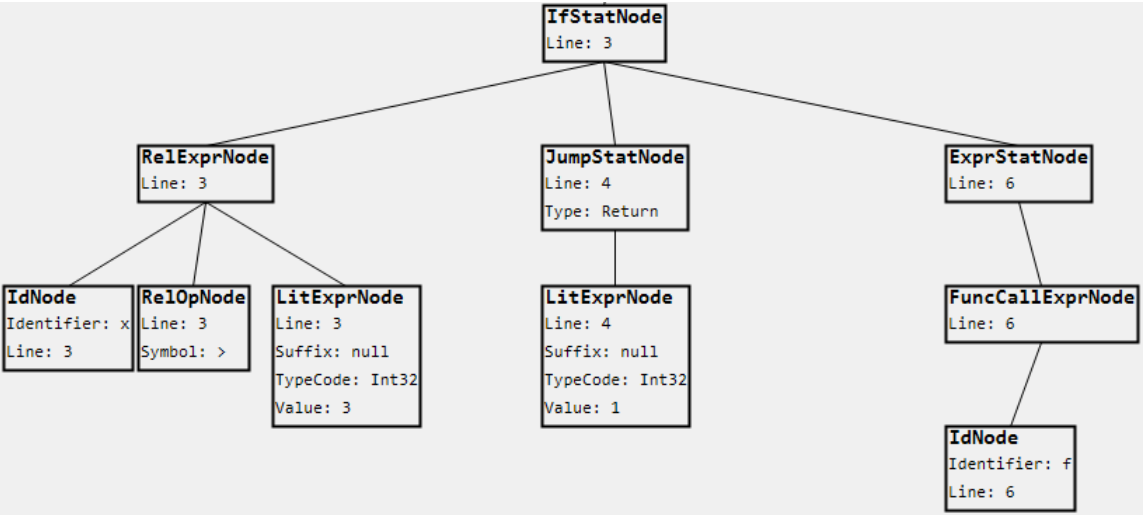 IfStatNode
Line: 3
RelExprNode
Line: 3
JumpStatNode
Line: 4
Type: Return
ExprStatNode
Line: 6
IdNode
Identifier: x
Line: 3
RelOpNode
Line: 3
Symbol: >
LitExprNode
Line: 3
Suffix: null
TypeCode: Int32
Value: 3
LitExprNode
Line: 4
Suffix: null
TypeCode: Int32
Value: 1
FuncCallExprNode
Line: 6
IdNode
Identifier: f
Line: 6